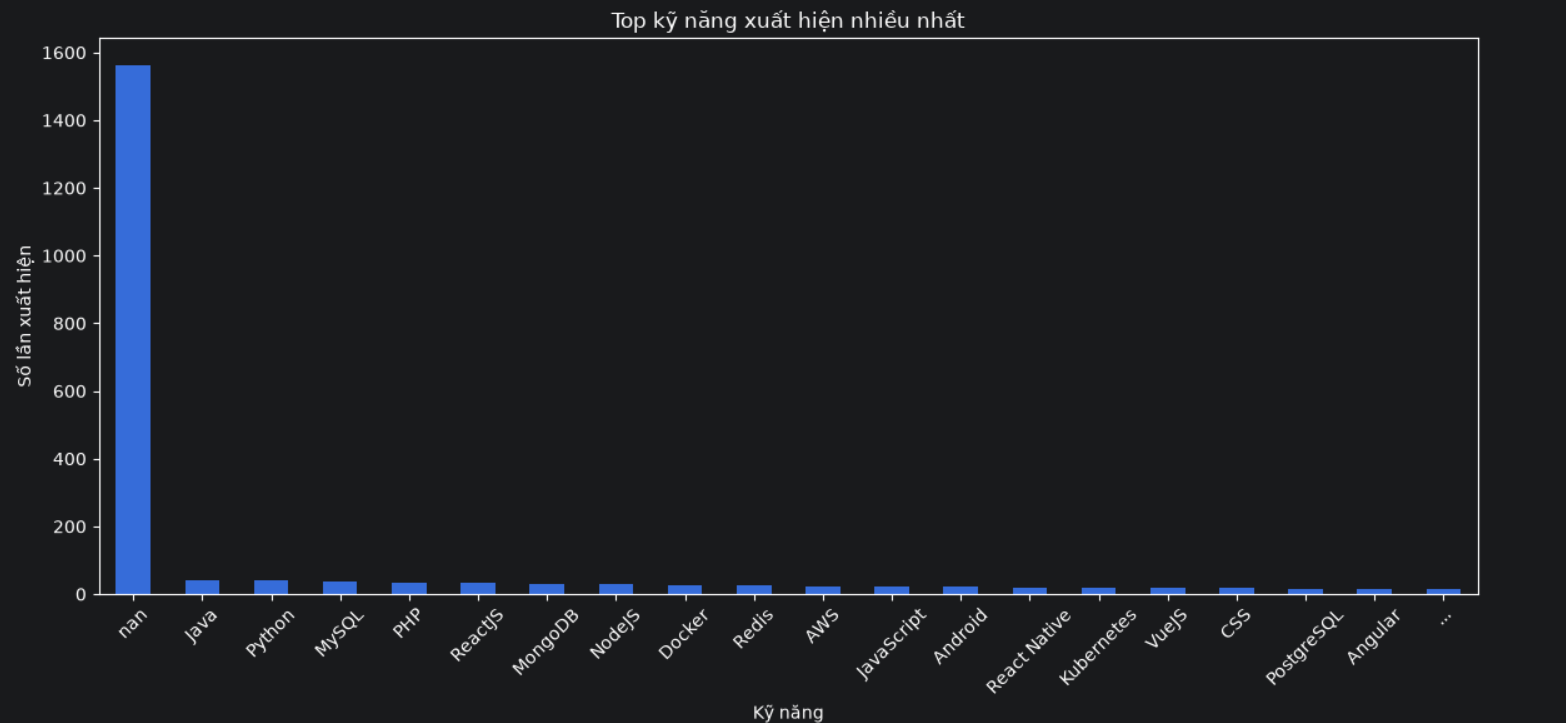 Top kỹ năng xuất hiện nhiều nhất
Số lần xuất hiện
1600
1400
1200
1000
800
600
400
200
0
nan
Java
Python
MySQL
PHP
ReactJS
MongoDB
NodeJS
Docker
Redis
AWS
JavaScript
Android
React Native
Kubernetes
VueJS
CSS
PostgreSQL
Angular
...
Kỹ năng